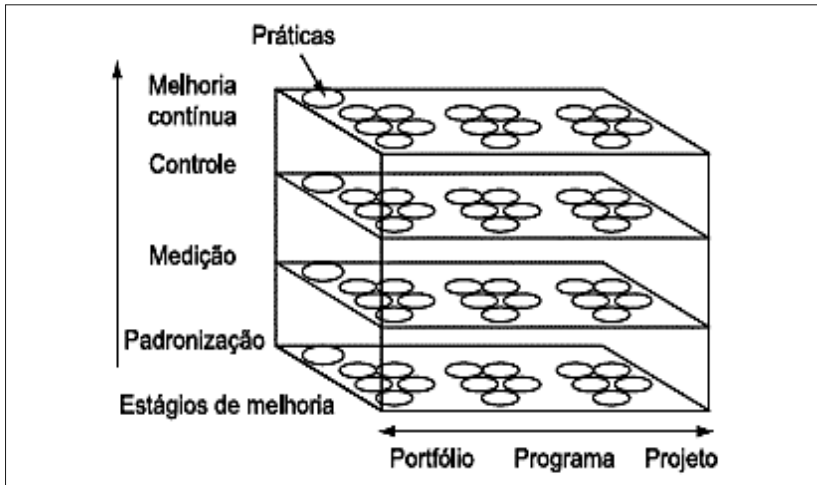 Práticas
Melhoria
contínua
Controle
Medição
Padronização
Estágios de melhoria
Portfólio Programa Projeto